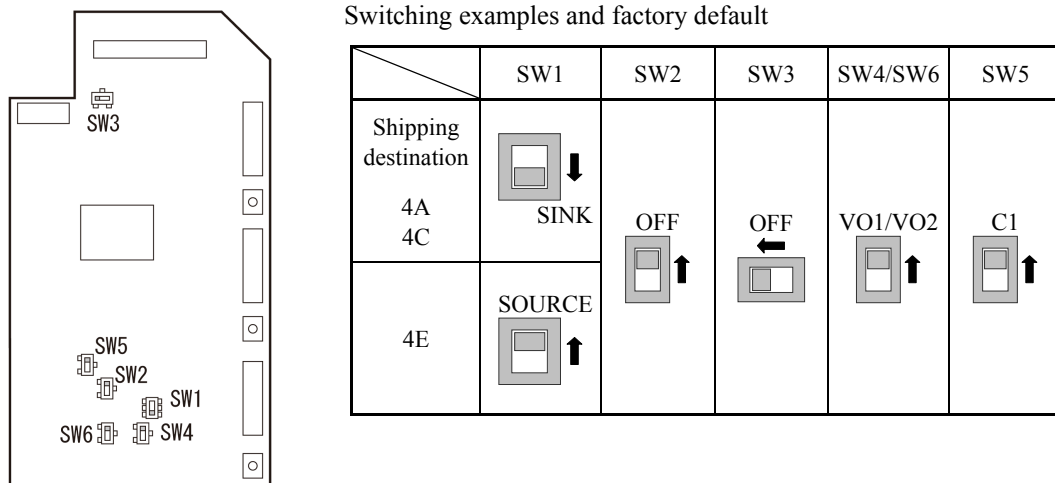 Switching examples and factory default
SW1 SW2 SW3 SW4/SW6 SW5
Shipping
destination
4A
4C
SINK
OFF
OFF
VO1/VO2
C1
4E
SOURCE
SW3
SW5
SW2
SW1
SW6
SW4